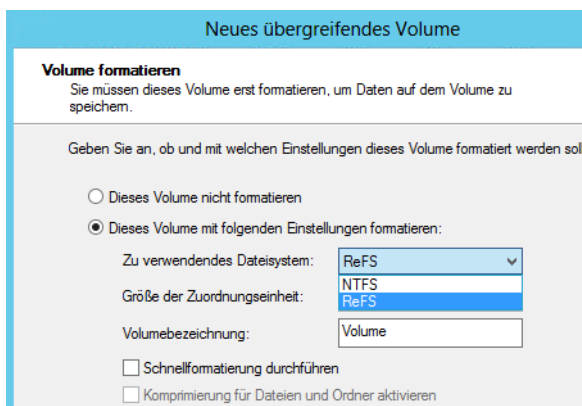 Neues übergreifendes Volume
Volume formatieren
Sie müssen dieses Volume erst formatieren, um Daten auf dem Volume zu
speichern.
Geben Sie an, ob und mit welchen Einstellungen dieses Volume formatiert werden soll
Dieses Volume nicht formatieren
Dieses Volume mit folgenden Einstellungen formatieren:
Zu verwendendes Dateisystem: ReFS
NTFS
Größe der Zuordnungseinheit: ReFS
Volumebezeichnung: Volume
Schnellformatierung durchführen
Komprimierung für Dateien und Ordner aktivieren